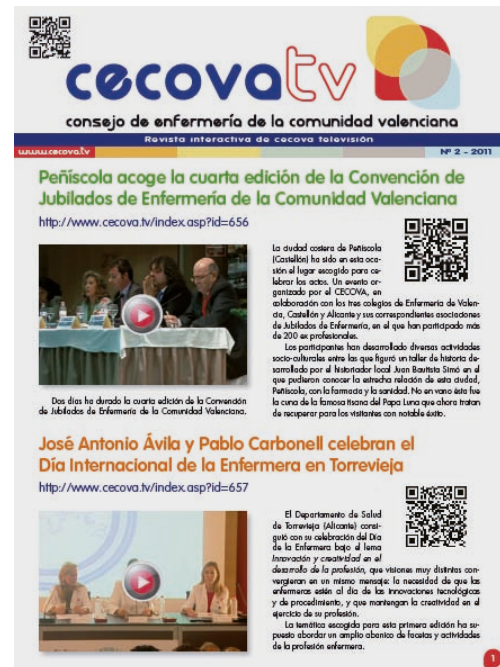 cecova tv
consejo de enfermería de la comunidad valenciana
Revista interactiva de cecova televisión
www.cecova.tv
Nº 2 - 2011
Peñíscola acoge la cuarta edición de la Convención de
Jubilados de Enfermería de la Comunidad Valenciana
http://www.cecova.tv/index.asp?id=656
La ciudad costera de Peñíscola
(Castellón) ha sido en esta oca-
sión el lugar escogido para ce-
lebrar los actos. Un evento or-
ganizado por el CECOVA, en
colaboración con los tres colegios de Enfermería de Valen-
cia, Castellón y Alicante y sus correspondientes asociaciones
de Jubilados de Enfermería, en el que han participado más
de 200 ex profesionales.
Los participantes han desarrollado diversas actividades
socio-culturales entre las que figuró un taller de historia de-
sarrollado por el historiador local Juan Bautista Simó en el
que pudieron conocer la estrecha relación de esta ciudad,
Peñíscola, con la farmacia y la sanidad. No en vano ésta fue
la cuna de la famosa tisana del Papa Luna que ahora tratan
de recuperar para los visitantes con notable éxito.
Dos días ha durado la cuarta edición de la Convención
de Jubilados de Enfermería de la Comunidad Valenciana.
José Antonio Ávila y Pablo Carbonell celebran el
Día Internacional de la Enfermera en Torrevieja
http://www.cecova.tv/index.asp?id=657
El Departamento de Salud
de Torrevieja (Alicante) consi-
guió con su celebración del Día
de la Enfermera bajo el lema
Innovación y creatividad en el
desarrollo de la profesión, que visiones muy distintas con-
vergieran en un mismo mensaje: la necesidad de que las
enfermeras estén al día de las innovaciones tecnológicas
y de procedimiento, y que mantengan la creatividad en el
ejercicio de su profesión.
La temática escogida para esta primera edición ha su-
puesto abordar un amplio abanico de facetas y actividades
de la profesión enfermera.
1